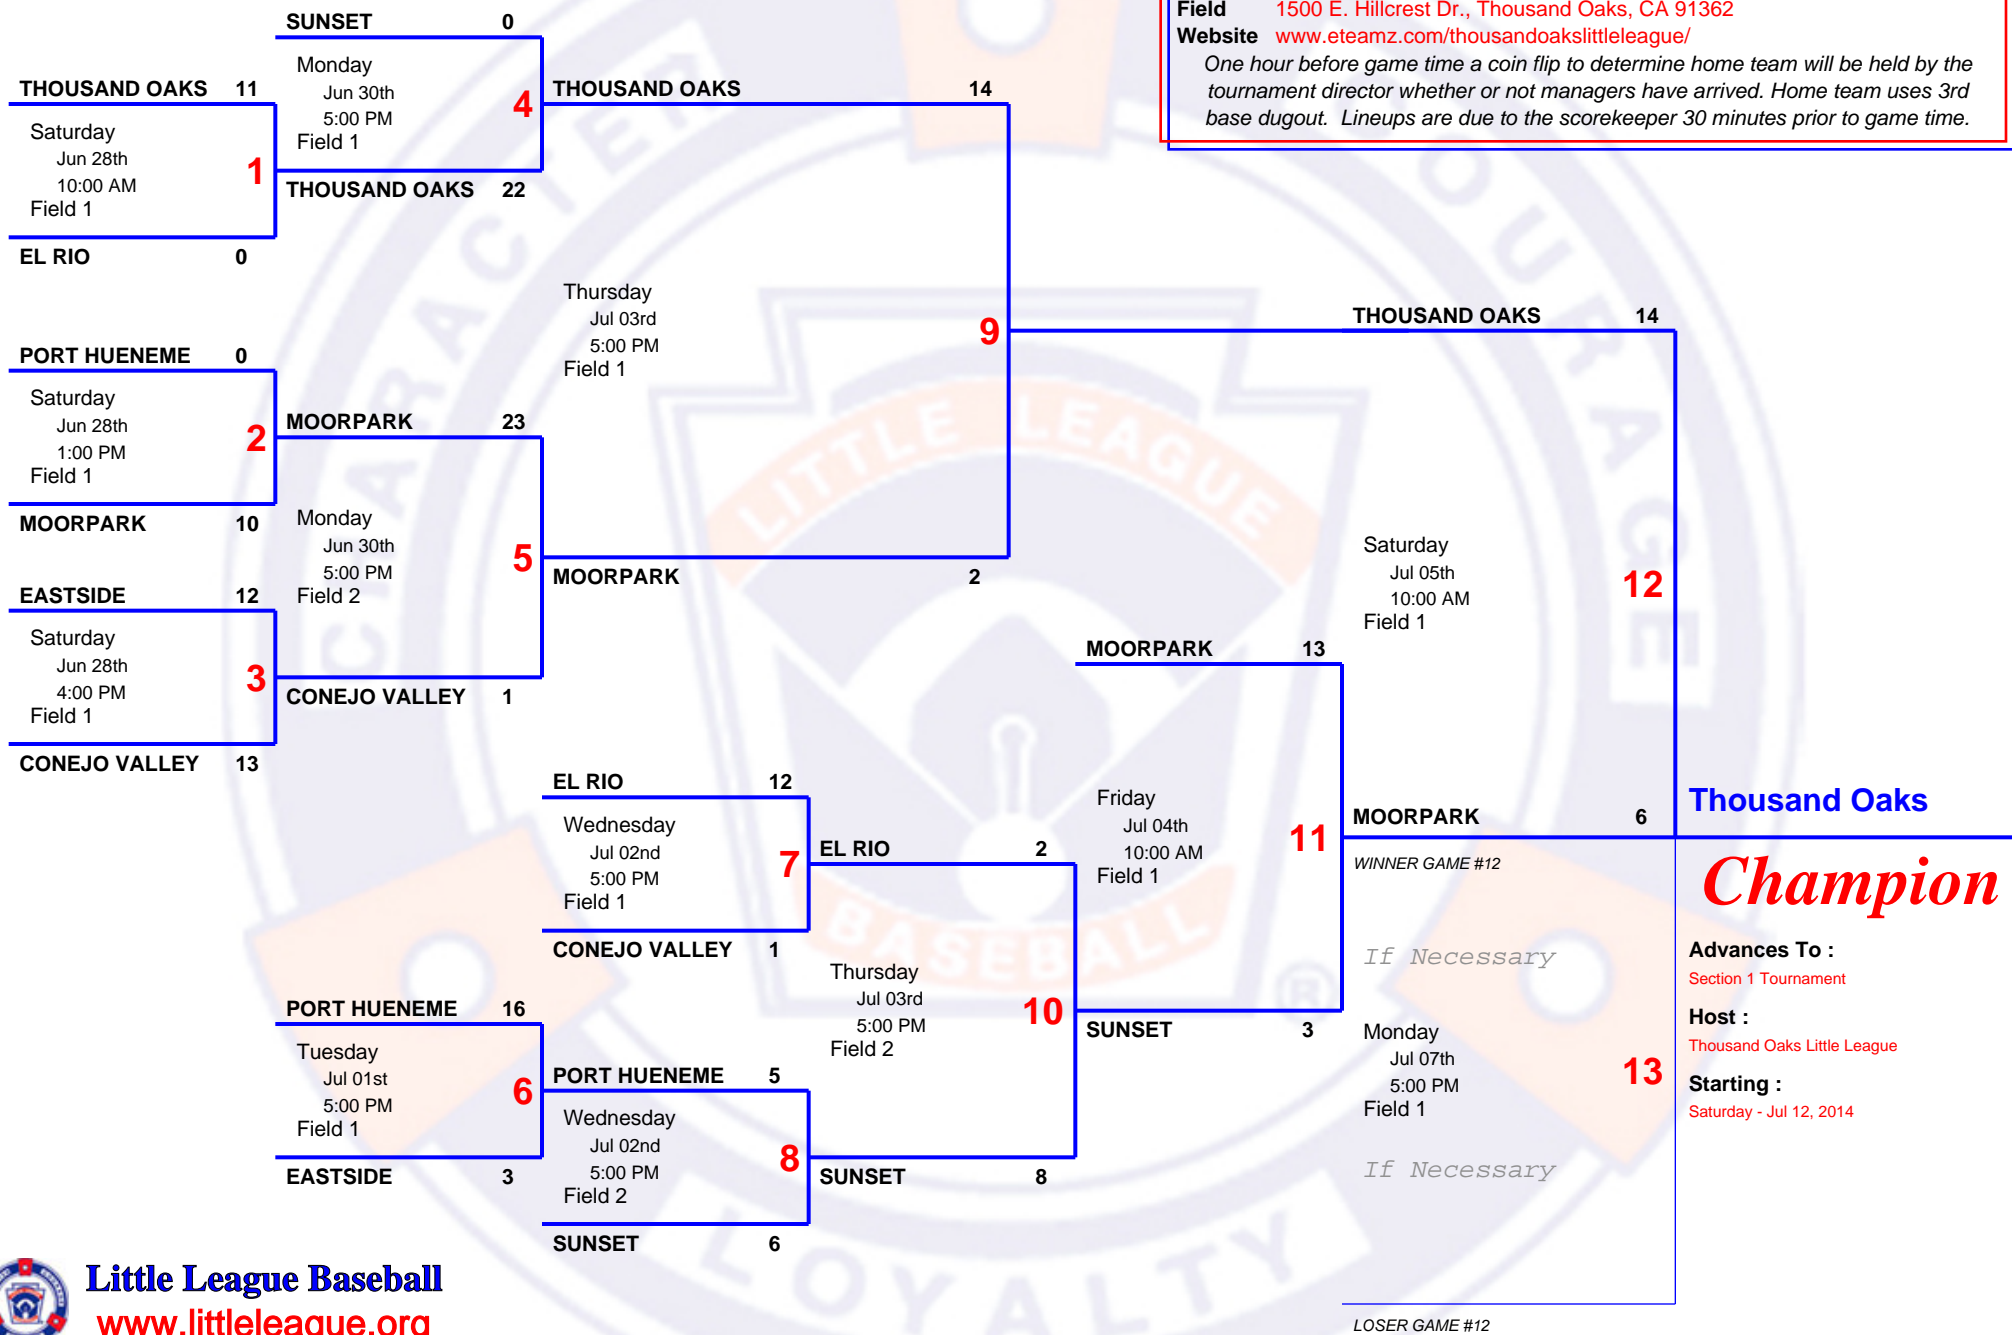 Field 1500 E. Hillcrest Dr., Thousand Oaks, CA 91362
Website www.eteamz.com/thousandoakslittleleague/
One hour before game time a coin flip to determine home team will be held by the
tournament director whether or not managers have arrived. Home team uses 3rd
base dugout. Lineups are due to the scorekeeper 30 minutes prior to game time.
THOUSAND OAKS 11
Saturday
Jun 28th
10:00 AM
Field 1
1
EL RIO 0
PORT HUENEME 0
Saturday
Jun 28th
1:00 PM
Field 1
2
MOORPARK 10
EASTSIDE 12
Saturday
Jun 28th
4:00 PM
Field 1
3
CONEJO VALLEY 13
SUNSET 0
Monday
Jun 30th
5:00 PM
Field 1
4
THOUSAND OAKS 22
MOORPARK 23
Monday
Jun 30th
5:00 PM
Field 2
5
CONEJO VALLEY 1
PORT HUENEME 16
Tuesday
Jul 01st
5:00 PM
Field 1
6
EASTSIDE 3
THOUSAND OAKS 14
Thursday
Jul 03rd
5:00 PM
Field 1
9
MOORPARK 2
EL RIO 12
Wednesday
Jul 02nd
5:00 PM
Field 1
7
CONEJO VALLEY 1
PORT HUENEME 5
Wednesday
Jul 02nd
5:00 PM
Field 2
8
SUNSET 6
EL RIO 2
Thursday
Jul 03rd
5:00 PM
Field 2
10
SUNSET 8
MOORPARK 13
Friday
Jul 04th
10:00 AM
Field 1
11
SUNSET 3
THOUSAND OAKS 14
Saturday
Jul 05th
10:00 AM
Field 1
12
MOORPARK 6
WINNER GAME #12
If Necessary
Monday
Jul 07th
5:00 PM
Field 1
13
If Necessary
LOSER GAME #12
Thousand Oaks
Champion
Advances To :
Section 1 Tournament
Host :
Thousand Oaks Little League
Starting :
Saturday - Jul 12, 2014
Little League Baseball
www.littleleague.org
CHARACTER
COURAGE
LOYALTY
LITTLE LEAGUE
BASEBALL
®